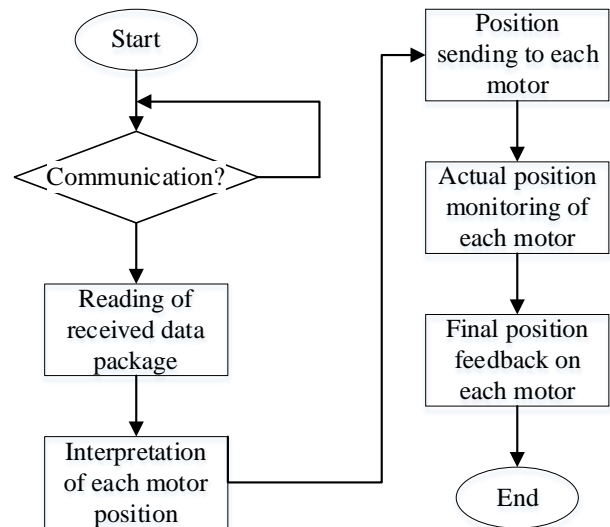 Start
Communication?
Reading of
received data
package
Interpretation
of each motor
position
Position
sending to each
motor
Actual position
monitoring of
each motor
Final position
feedback on
each motor
End